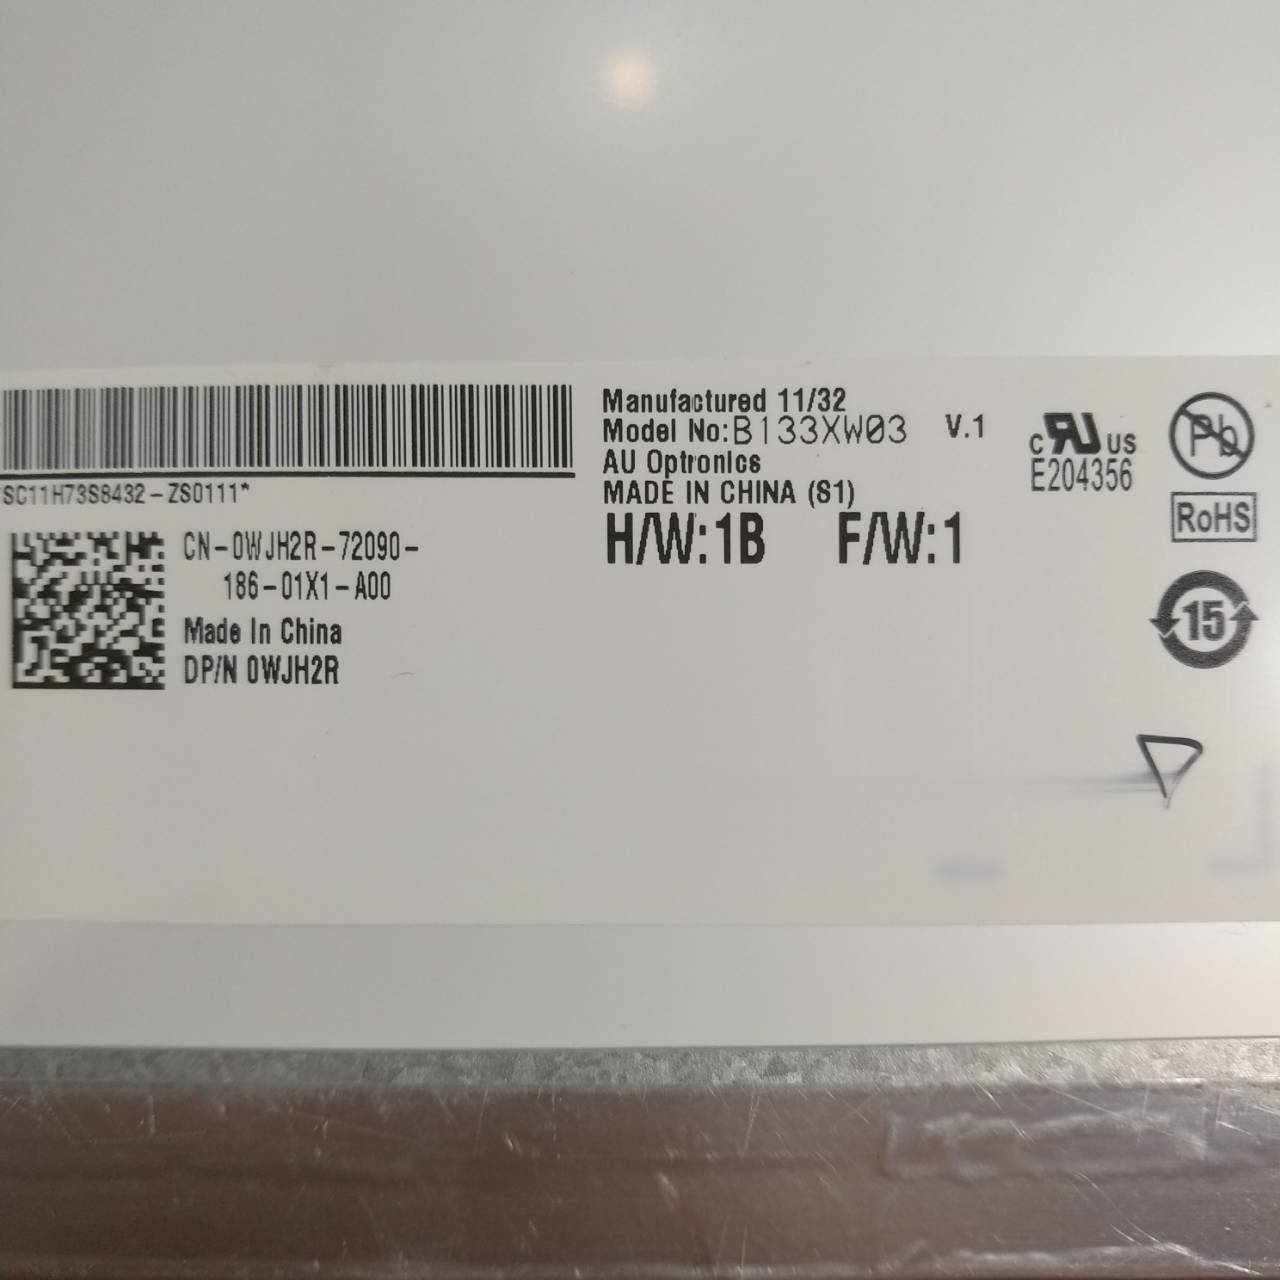 SC11H73S8432-ZS0111*
CN-0WJH2R-72090-
186-01X1-A00
Made In China
DP/N 0WJH2R
Manufactured 11/32
Model No:B133XW03 V.1
AU Optronics
MADE IN CHINA (S1)
H/W:1B F/W:1
c RU US
E204356
Pb
RoHS
15